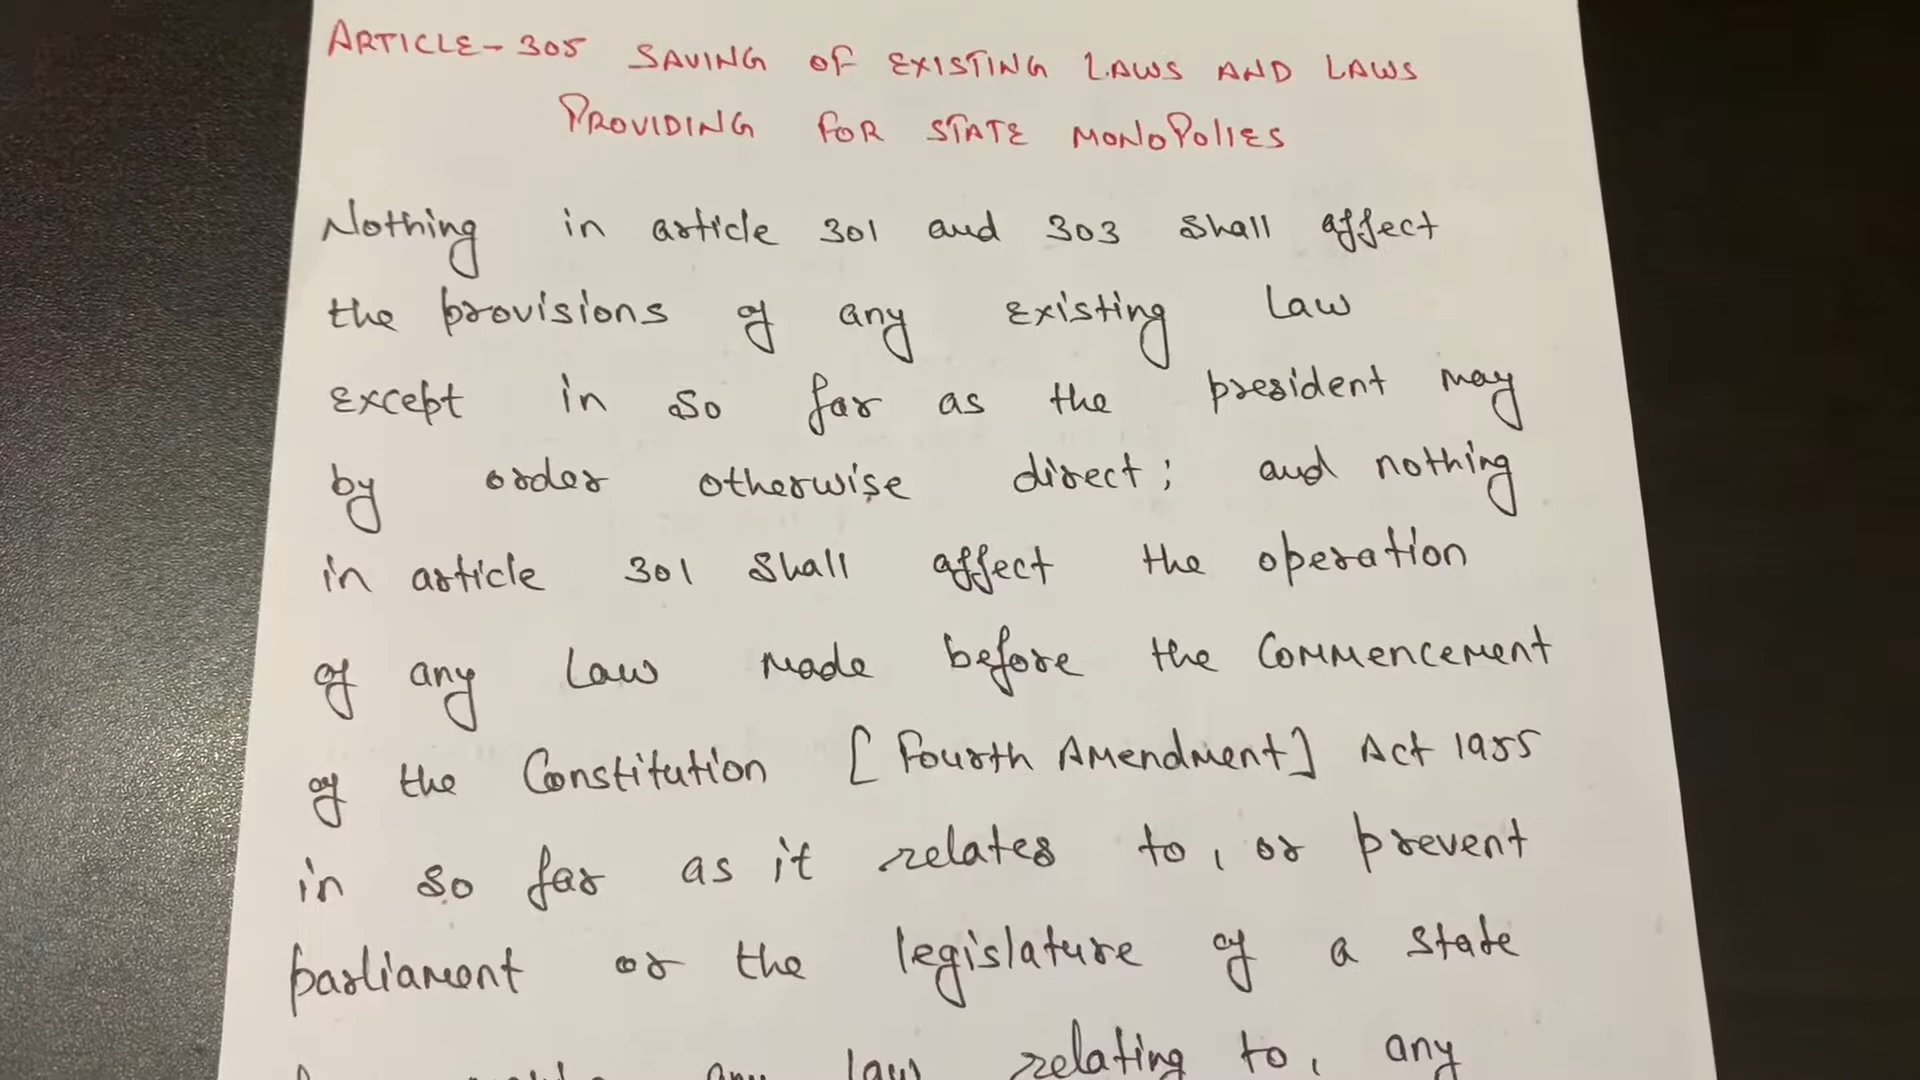 ARTICLE-305 SAVING OF EXISTING LAWS AND LAWS
PROVIDING FOR STATE MONOPOLIES
Nothing in article 301 and 303 shall affect
the provisions of any existing law
except in so far as the president may
by order otherwise direct; and nothing
in article 301 shall affect the operation
of any law made before the commencement
of the Constitution [Fourth Amendment] Act 1955
in so far as it relates to, or prevent
parliament or the legislature of a state
any law relating to, any